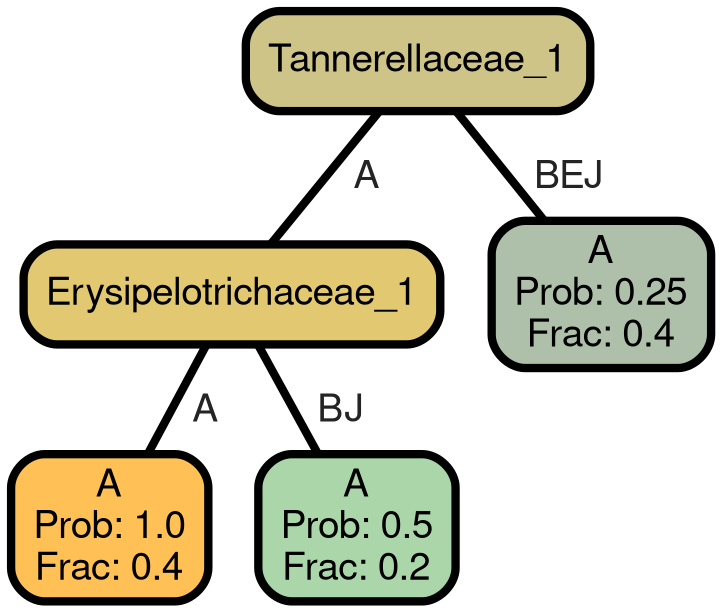 Tannerellaceae_1
A
BEJ
Erysipelotrichaceae_1
A
Prob: 0.25
Frac: 0.4
A
BJ
A
Prob: 1.0
Frac: 0.4
A
Prob: 0.5
Frac: 0.2